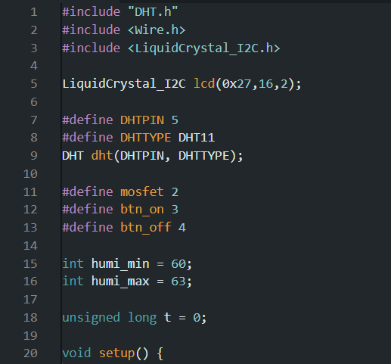 1 #include "DHT.h"
2 #include <Wire.h>
3 #include <LiquidCrystal_I2C.h>
4
5 LiquidCrystal_I2C lcd(0x27,16,2);
6
7 #define DHTPIN 5
8 #define DHTTYPE DHT11
9 DHT dht(DHTPIN, DHTTYPE);
10
11 #define mosfet 2
12 #define btn_on 3
13 #define btn_off 4
14
15 int humi_min = 60;
16 int humi_max = 63;
17
18 unsigned long t = 0;
19
20 void setup() {